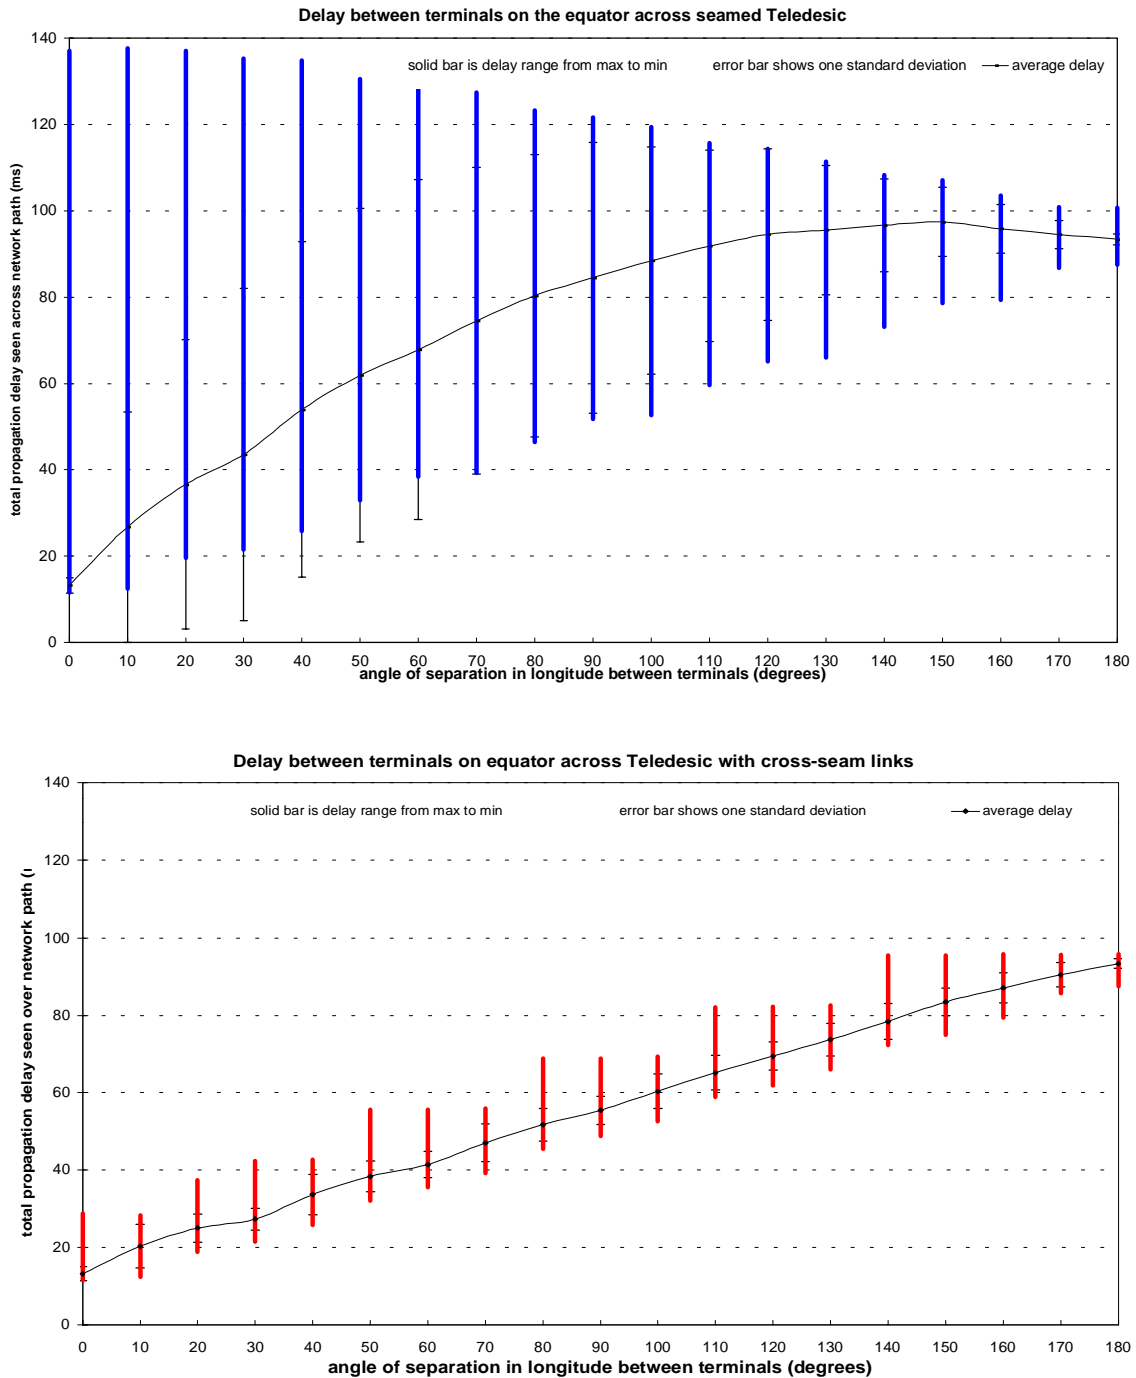 Delay between terminals on the equator across seamed Teledesic
solid bar is delay range from max to min error bar shows one standard deviation average delay
total propagation delay seen across network path (ms)
140
120
100
80
60
40
20
0
0 10 20 30 40 50 60 70 80 90 100 110 120 130 140 150 160 170 180
angle of separation in longitude between terminals (degrees)
Delay between terminals on equator across Teledesic with cross-seam links
solid bar is delay range from max to min error bar shows one standard deviation average delay
total propagation delay seen over network path (
140
120
100
80
60
40
20
0
0 10 20 30 40 50 60 70 80 90 100 110 120 130 140 150 160 170 180
angle of separation in longitude between terminals (degrees)